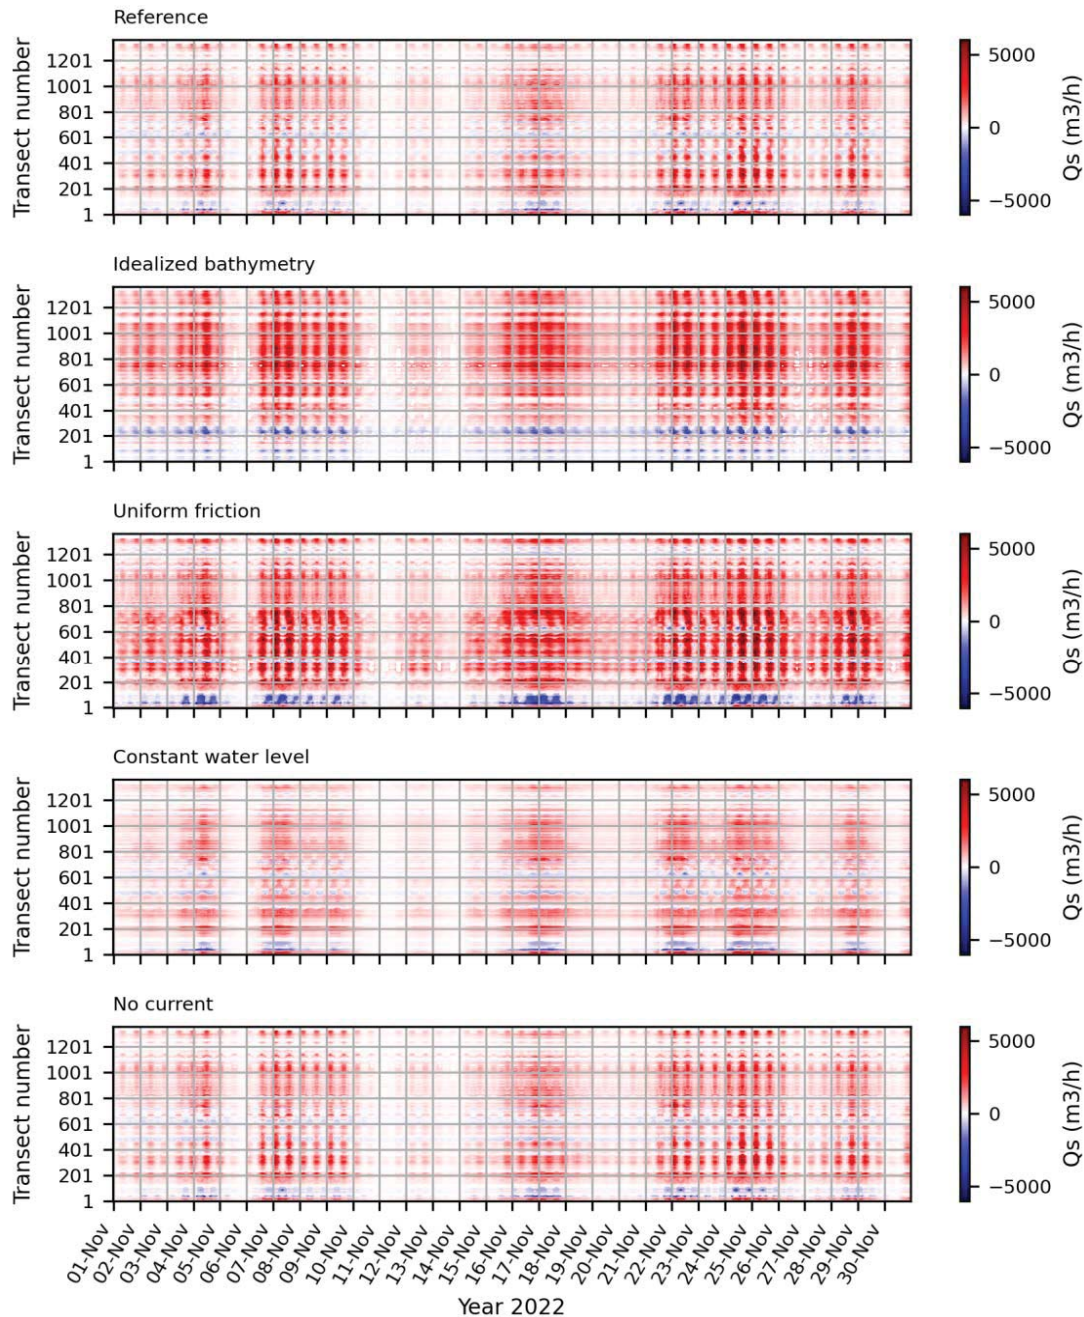 Reference
Transect number
1201
1001
801
601
401
201
1
5000
0
−5000
Qs (m3/h)
Idealized bathymetry
Transect number
1201
1001
801
601
401
201
1
5000
0
−5000
Qs (m3/h)
Uniform friction
Transect number
1201
1001
801
601
401
201
1
5000
0
−5000
Qs (m3/h)
Constant water level
Transect number
1201
1001
801
601
401
201
1
5000
0
−5000
Qs (m3/h)
No current
Transect number
1201
1001
801
601
401
201
1
5000
0
−5000
Qs (m3/h)
01-Nov
02-Nov
03-Nov
04-Nov
05-Nov
06-Nov
07-Nov
08-Nov
09-Nov
10-Nov
11-Nov
12-Nov
13-Nov
14-Nov
15-Nov
16-Nov
17-Nov
18-Nov
19-Nov
20-Nov
21-Nov
22-Nov
23-Nov
24-Nov
25-Nov
26-Nov
27-Nov
28-Nov
29-Nov
30-Nov
Year 2022